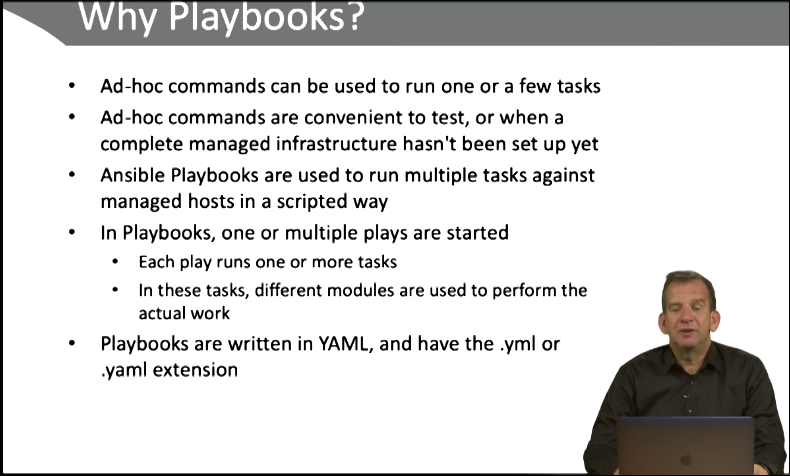 Why Playbooks?
• Ad-hoc commands can be used to run one or a few tasks
• Ad-hoc commands are convenient to test, or when a
complete managed infrastructure hasn't been set up yet
• Ansible Playbooks are used to run multiple tasks against
managed hosts in a scripted way
• In Playbooks, one or multiple plays are started
• Each play runs one or more tasks
• In these tasks, different modules are used to perform the
actual work
• Playbooks are written in YAML, and have the .yml or
.yaml extension